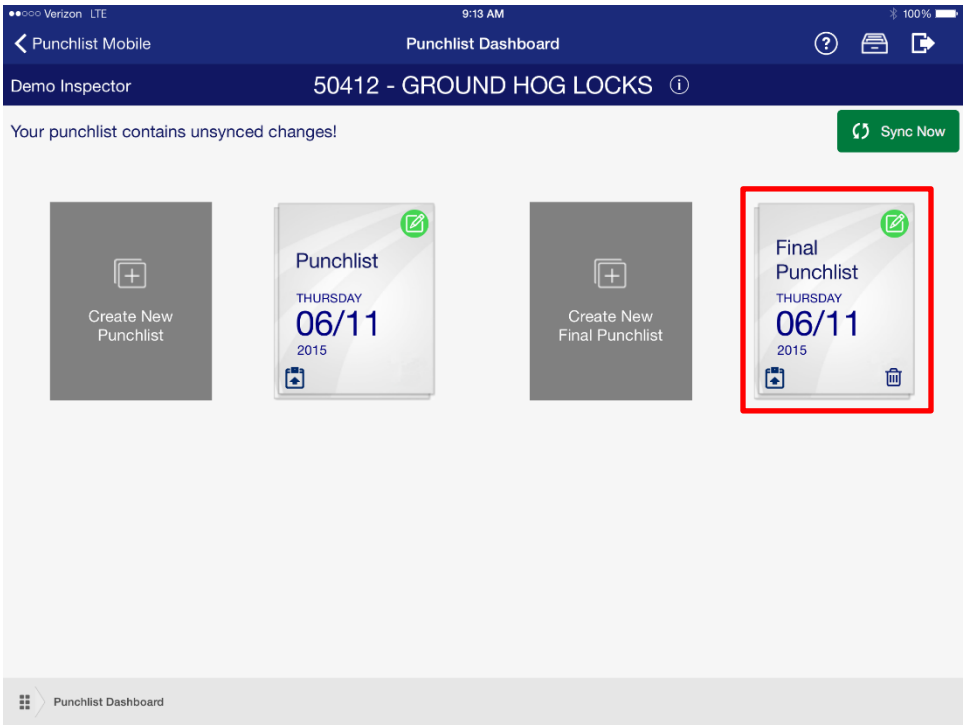 Verizon LTE
9:13 AM
100%
Punchlist Mobile
Punchlist Dashboard
?
Demo Inspector
50412 - GROUND HOG LOCKS
i
Your punchlist contains unsynced changes!
Sync Now
Create New
Punchlist
Punchlist
THURSDAY
06/11
2015
Create New
Final Punchlist
Final
Punchlist
THURSDAY
06/11
2015
Punchlist Dashboard